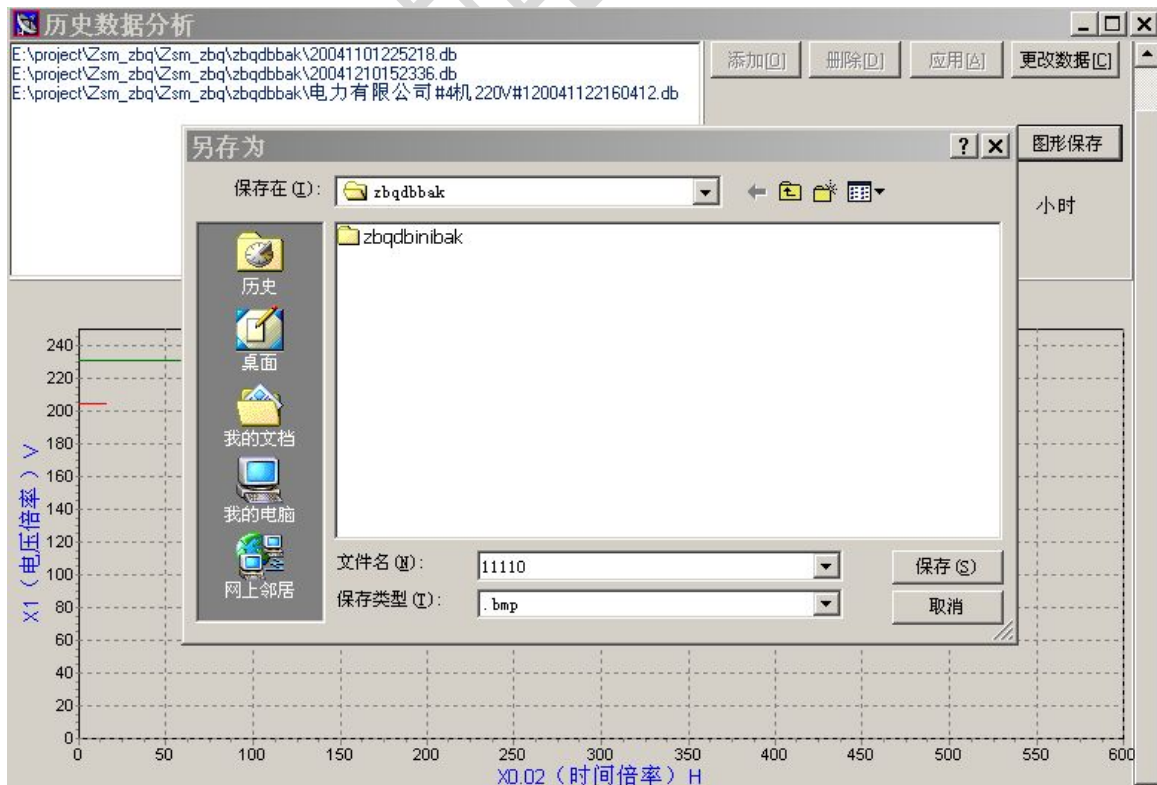 历史数据分析
E:\project\Zsm_zbq\Zsm_zbq\zbqdbbak\20041101225218.db
E:\project\Zsm_zbq\Zsm_zbq\zbqdbbak\20041210152336.db
E:\project\Zsm_zbq\Zsm_zbq\zbqdbbak\电力有限公司#4机220V#120041122160412.db
添加[O] 删除[D] 应用[A] 更改数据[C]
图形保存
小时
另存为
保存在(I): zbqdbbak
zbqdbinibak
历史
桌面
我的文档
我的电脑
网上邻居
文件名(N): 11110 保存(S)
保存类型(T): .bmp 取消
X1（电压倍率）V
240
220
200
180
160
140
120
100
80
60
40
20
0
0 50 100 150 200 250 300 350 400 450 500 550 600
X0.02（时间倍率）H